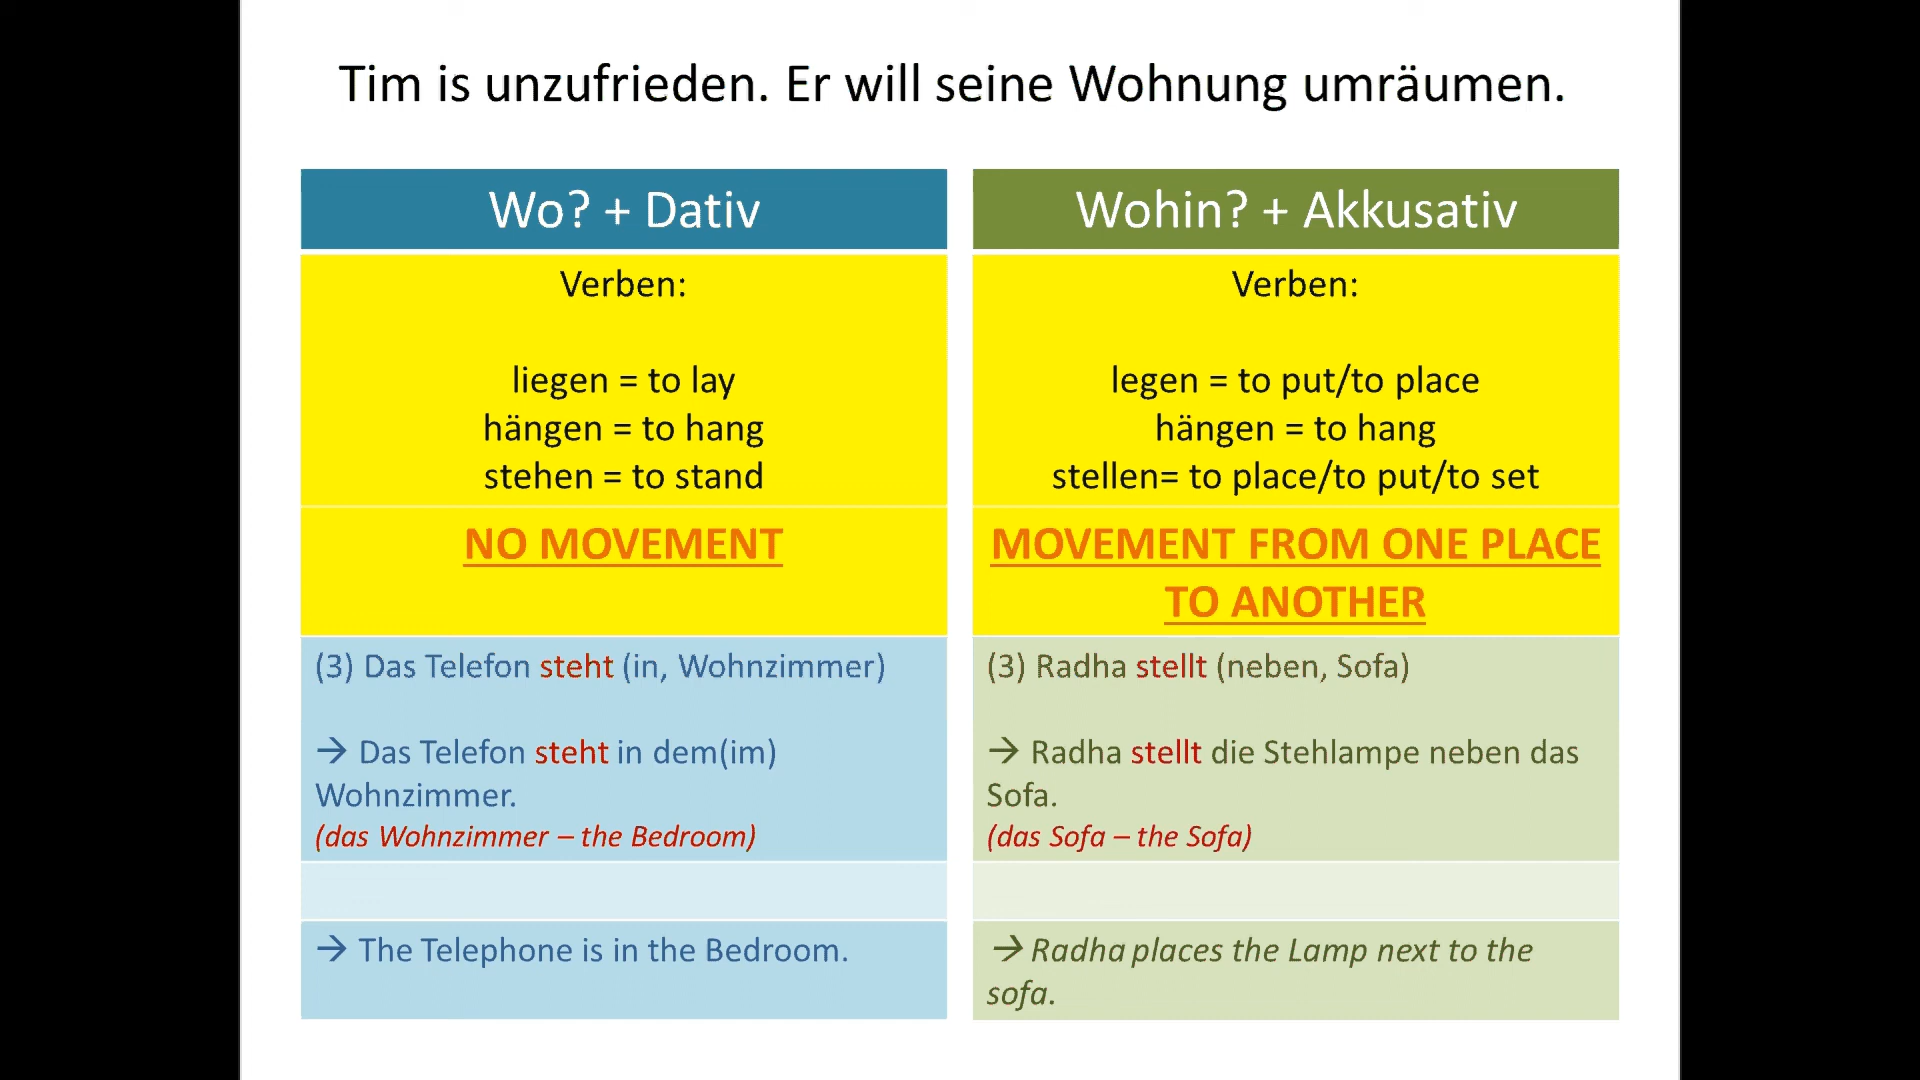 Tim is unzufrieden. Er will seine Wohnung umräumen.
Wo? + Dativ
Verben:
liegen = to lay
hängen = to hang
stehen = to stand
NO MOVEMENT
(3) Das Telefon steht (in, Wohnzimmer)
→ Das Telefon steht in dem(im)
Wohnzimmer.
(das Wohnzimmer – the Bedroom)
→ The Telephone is in the Bedroom.
Wohin? + Akkusativ
Verben:
legen = to put/to place
hängen = to hang
stellen= to place/to put/to set
MOVEMENT FROM ONE PLACE
TO ANOTHER
(3) Radha stellt (neben, Sofa)
→ Radha stellt die Stehlampe neben das
Sofa.
(das Sofa – the Sofa)
→ Radha places the Lamp next to the
sofa.